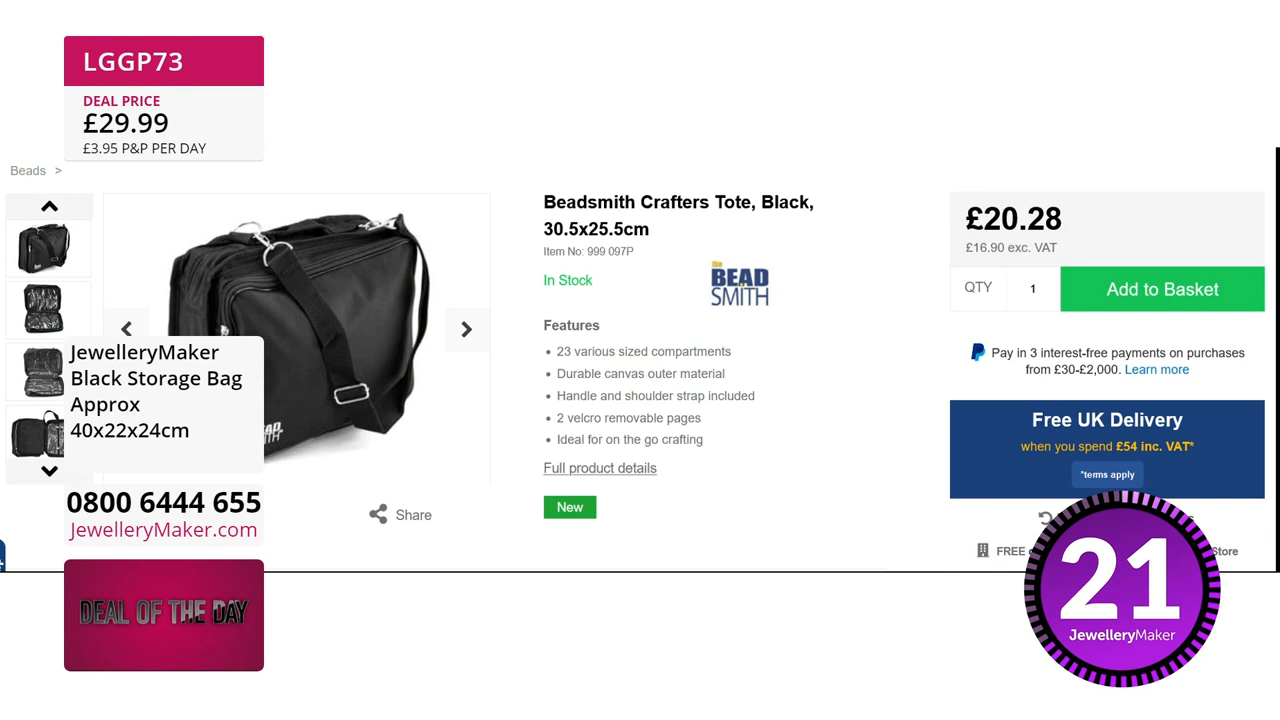 LGGP73
DEAL PRICE
£29.99
£3.95 P&P PER DAY
Beads >
JewelleryMaker
Black Storage Bag
Approx
40x22x24cm
0800 6444 655
JewelleryMaker.com
DEAL OF THE DAY
Share
Beadsmith Crafters Tote, Black,
30.5x25.5cm
Item No: 999 097P
In Stock
the
BEAD
SMITH
Features
• 23 various sized compartments
• Durable canvas outer material
• Handle and shoulder strap included
• 2 velcro removable pages
• Ideal for on the go crafting
Full product details
New
£20.28
£16.90 exc. VAT
QTY 1 Add to Basket
Pay in 3 interest-free payments on purchases
from £30-£2,000. Learn more
Free UK Delivery
when you spend £54 inc. VAT*
*terms apply
FREE
Store
21
JewelleryMaker